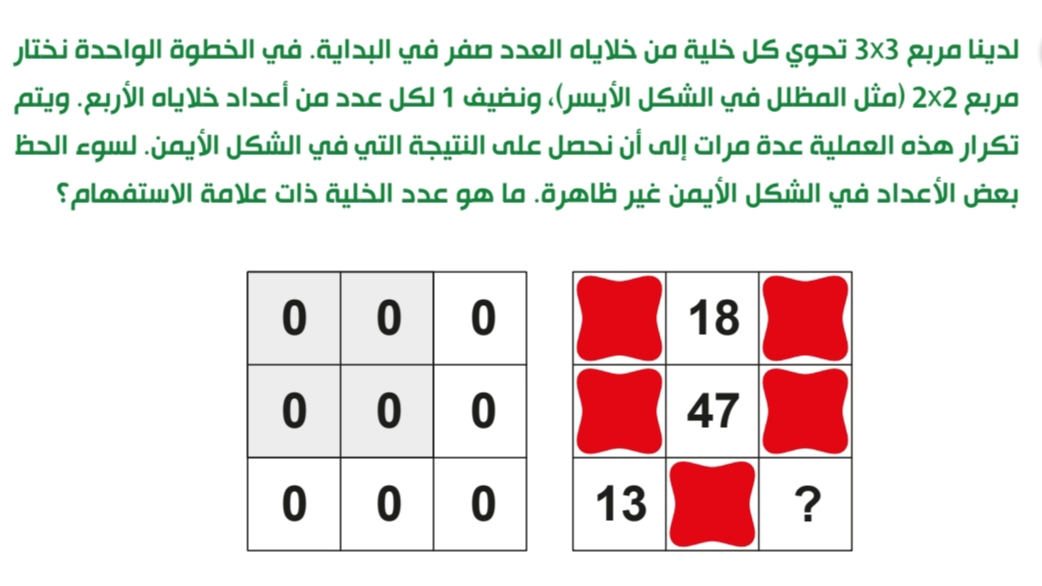 لدينا مربع 3×3 تحوي كل خلية من خلاياه العدد صفر في البداية. في الخطوة الواحدة نختار
مربع 2×2 (مثل المظلل في الشكل الأيسر)، ونضيف 1 لكل عدد من أعداد خلاياه الأربع. ويتم
تكرار هذه العملية عدة مرات إلى أن نحصل على النتيجة التي في الشكل الأيمن. لسوء الحظ
بعض الأعداد في الشكل الأيمن غير ظاهرة. ما هو عدد الخلية ذات علامة الاستفهام؟
0 0 0 18
0 0 0 47
0 0 0 13 ?